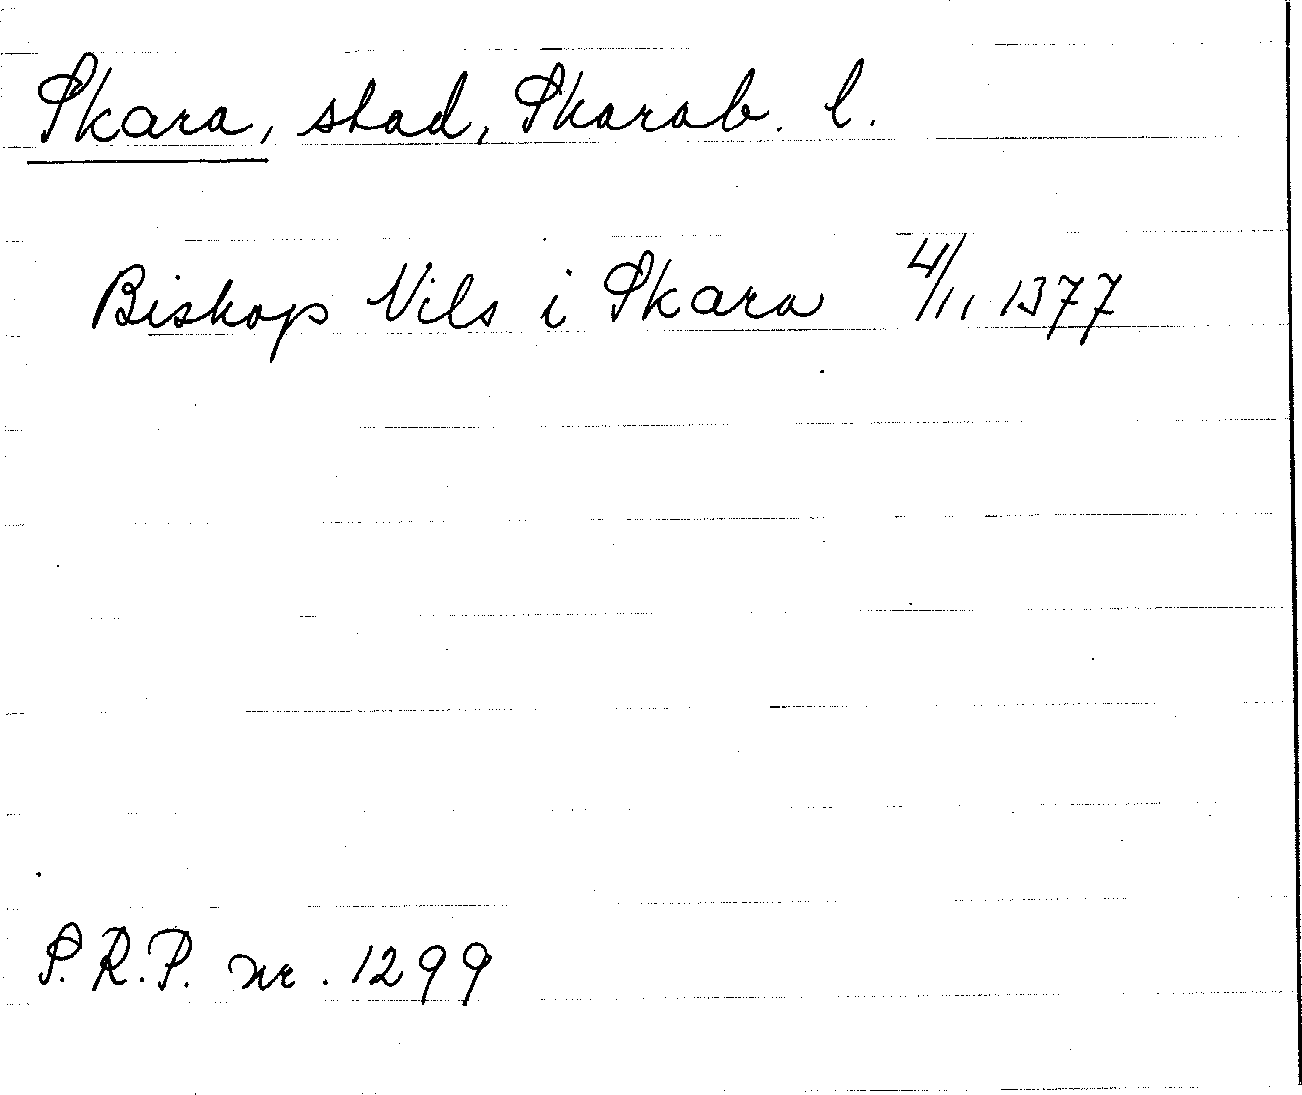 Skara, stad, Skarab. l.
Biskop Nils i Skara 4/11 1377
S.R.P. nr. 1299